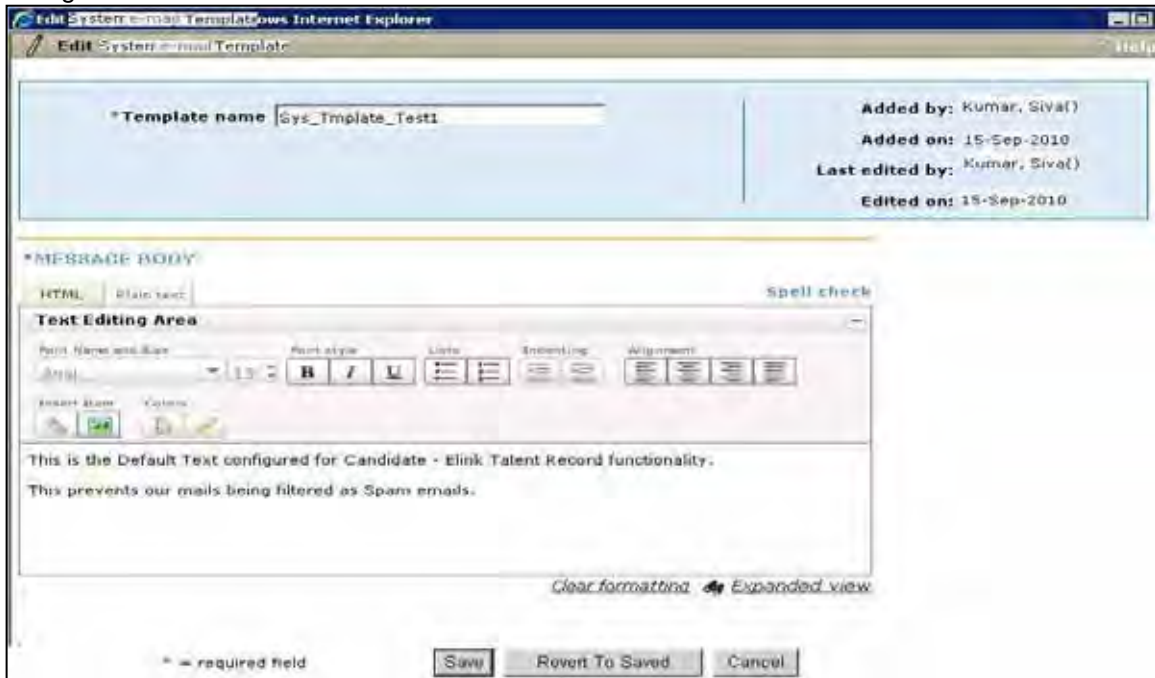 Edit System e-mail Template ows Internet Explorer
Edit System e-mail Template
Help
*Template name Sys_Tmplate_Test1
Added by: Kumar, Siva()
Added on: 15-Sep-2010
Last edited by: Kumar, Siva()
Edited on: 15-Sep-2010
*MESSAGE BODY
HTML Plain text
Spell check
Text Editing Area
Font Name and Size Font style Lists Indenting Alignment
Arial B I U
Insert Item Colors
This is the Default Text configured for Candidate - Elink Talent Record functionality.
This prevents our mails being filtered as Spam emails.
Clear formatting Expanded view
* = required field Save Revert To Saved Cancel